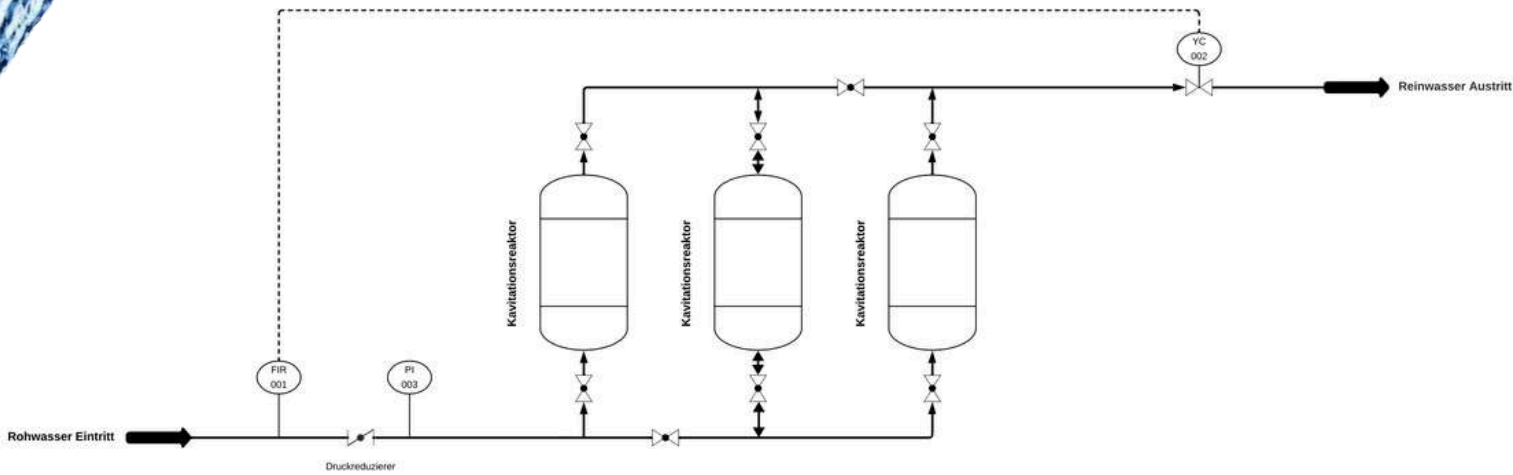 YC
002
Reinwasser Austritt
Kavitationsreaktor
Kavitationsreaktor
Kavitationsreaktor
FIR
001
PI
003
Rohwasser Eintritt
Druckreduzierer